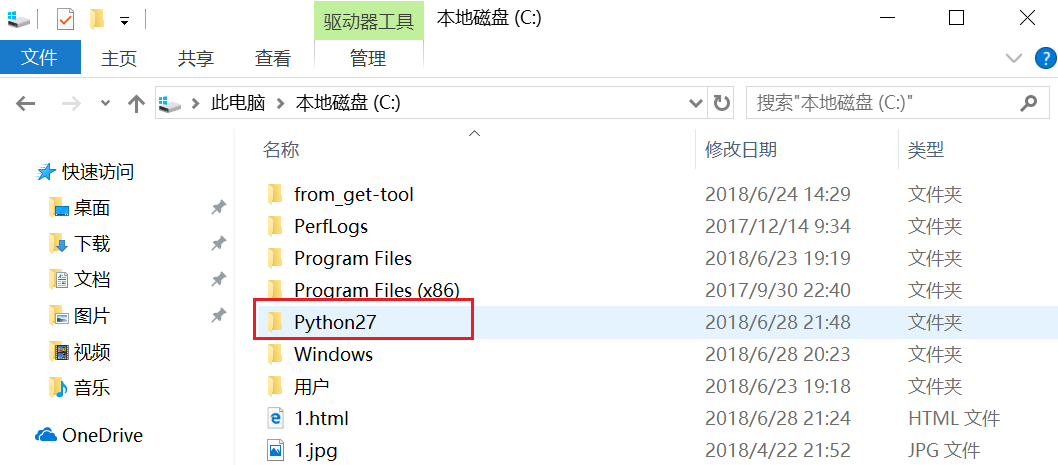 驱动器工具 本地磁盘 (C:)
文件 主页 共享 查看 管理
此电脑 本地磁盘 (C:) 搜索"本地磁盘 (C:)"
名称 修改日期 类型
快速访问
桌面
下载
文档
图片
视频
音乐
OneDrive
from_get-tool 2018/6/24 14:29 文件夹
PerfLogs 2017/12/14 9:34 文件夹
Program Files 2018/6/23 19:19 文件夹
Program Files (x86) 2017/9/30 22:40 文件夹
Python27 2018/6/28 21:48 文件夹
Windows 2018/6/28 20:23 文件夹
用户 2018/6/23 19:18 文件夹
1.html 2018/6/28 21:24 HTML 文件
1.jpg 2018/4/22 21:52 JPG 文件